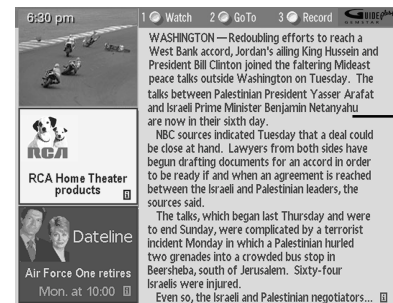 6:30 pm
1 Watch 2 GoTo 3 Record GUIDE Plus
GEMSTAR
WASHINGTON — Redoubling efforts to reach a
West Bank accord, Jordan's ailing King Hussein and
President Bill Clinton joined the faltering Mideast
peace talks outside Washington on Tuesday. The
talks between Palestinian President Yasser Arafat
and Israeli Prime Minister Benjamin Netanyahu
are now in their sixth day.
NBC sources indicated Tuesday that a deal could
be close at hand. Lawyers from both sides have
begun drafting documents for an accord in order
to be ready if and when an agreement is reached
between the Israeli and Palestinian leaders, the
sources said.
The talks, which began last Thursday and were
to end Sunday, were complicated by a terrorist
incident Monday in which a Palestinian hurled
two grenades into a crowded bus stop in
Beersheba, south of Jerusalem. Sixty-four
Israelis were injured.
Even so, the Israeli and Palestinian negotiators... i
RCA
RCA Home Theater
products i
Dateline
Air Force One retires
Mon. at 10:00 i